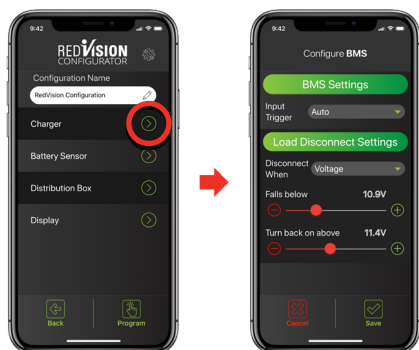 9:42
REDVISION
CONFIGURATOR
Configuration Name
RedVision Configuration
Charger
Battery Sensor
Distribution Box
Display
Back
Program
9:42
Configure BMS
BMS Settings
Input
Trigger
Auto
Load Disconnect Settings
Disconnect
When
Voltage
Falls below 10.9V
Turn back on above 11.4V
Cancel
Save